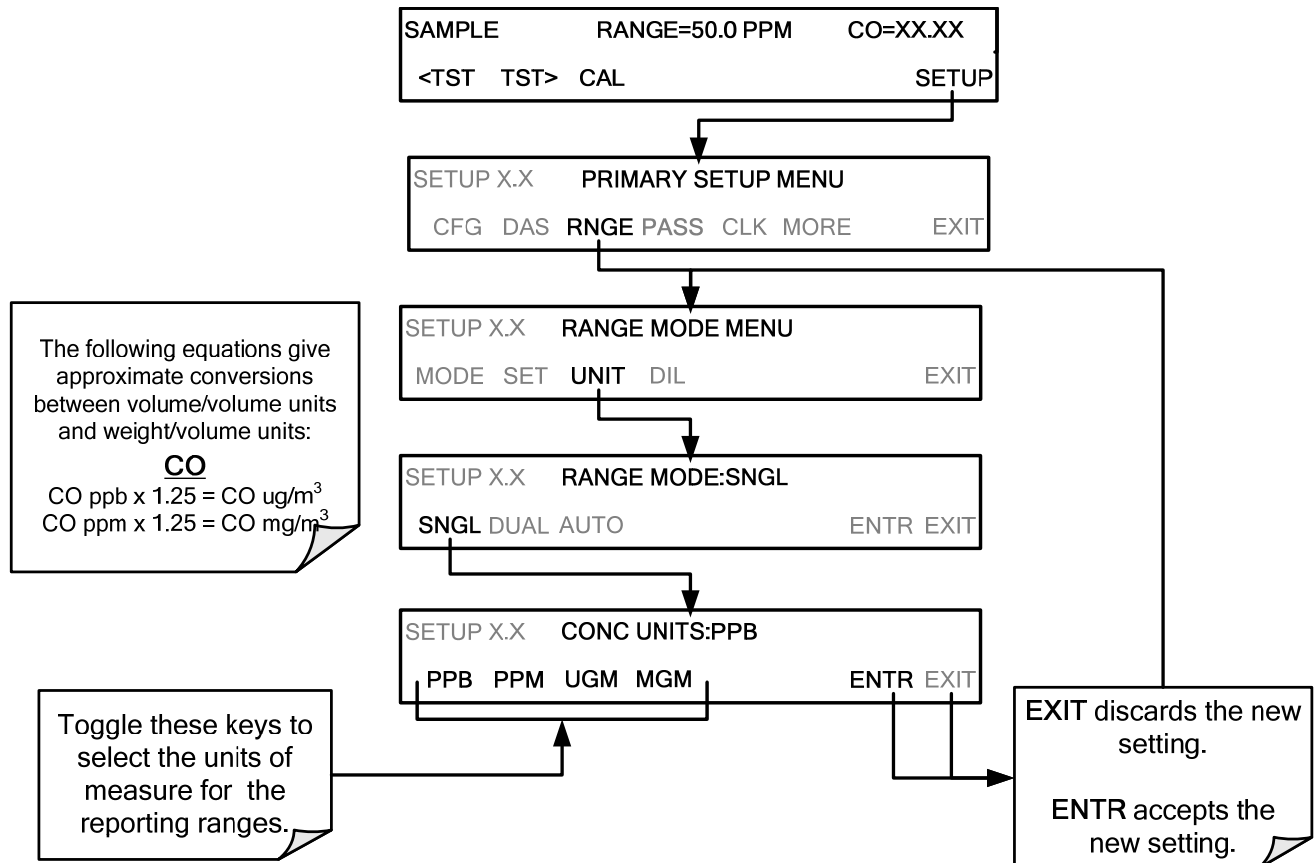 SAMPLE RANGE=50.0 PPM CO=XX.XX
<TST TST> CAL SETUP
SETUP X.X PRIMARY SETUP MENU
CFG DAS RNGE PASS CLK MORE EXIT
SETUP X.X RANGE MODE MENU
MODE SET UNIT DIL EXIT
The following equations give
approximate conversions
between volume/volume units
and weight/volume units:
CO
CO ppb x 1.25 = CO ug/m³
CO ppm x 1.25 = CO mg/m³
SETUP X.X RANGE MODE:SNGL
SNGL DUAL AUTO ENTR EXIT
SETUP X.X CONC UNITS:PPB
PPB PPM UGM MGM ENTR EXIT
Toggle these keys to
select the units of
measure for the
reporting ranges.
EXIT discards the new
setting.
ENTR accepts the
new setting.